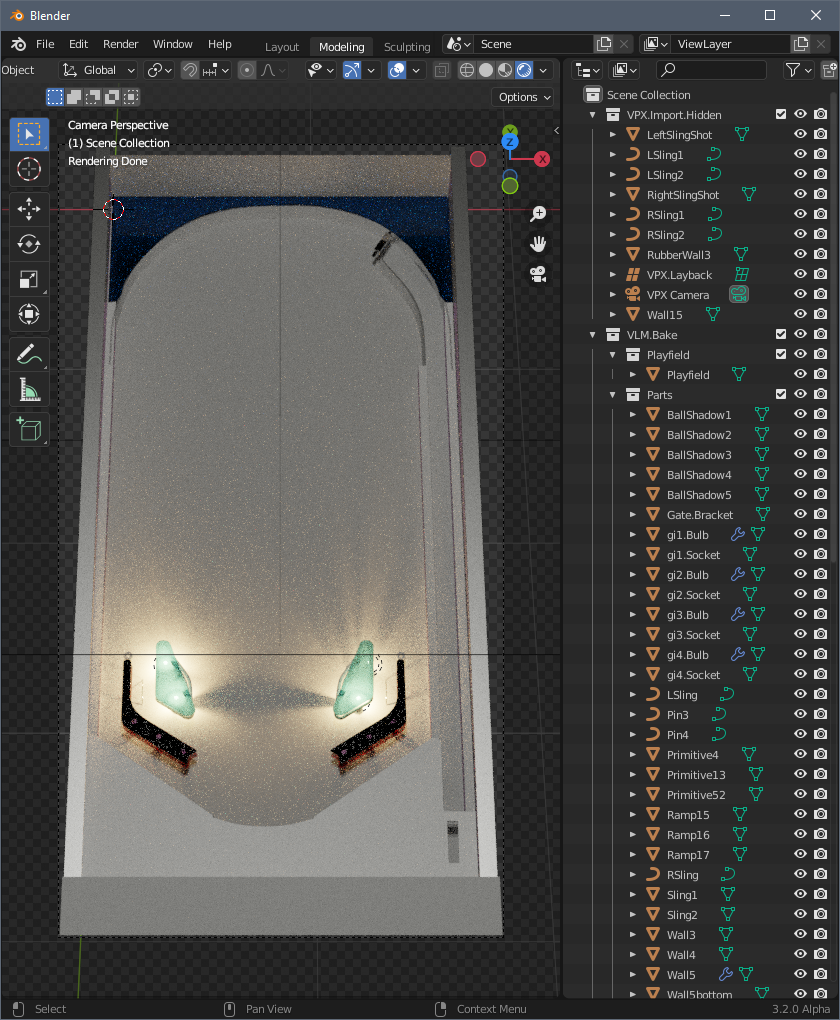 Blender
File Edit Render Window Help Layout Modeling Sculpting Scene ViewLayer
Object Global
Options
Camera Perspective
(1) Scene Collection
Rendering Done
Y
Z
X
Scene Collection
VPX.Import.Hidden
LeftSlingShot
LSling1
LSling2
RightSlingShot
RSling1
RSling2
RubberWall3
VPX.Layback
VPX Camera
Wall15
VLM.Bake
Playfield
Playfield
Parts
BallShadow1
BallShadow2
BallShadow3
BallShadow4
BallShadow5
Gate.Bracket
gi1.Bulb
gi1.Socket
gi2.Bulb
gi2.Socket
gi3.Bulb
gi3.Socket
gi4.Bulb
gi4.Socket
LSling
Pin3
Pin4
Primitive4
Primitive13
Primitive52
Ramp15
Ramp16
Ramp17
RSling
Sling1
Sling2
Wall3
Wall4
Wall5
Wall5bottom
Select Pan View Context Menu 3.2.0 Alpha